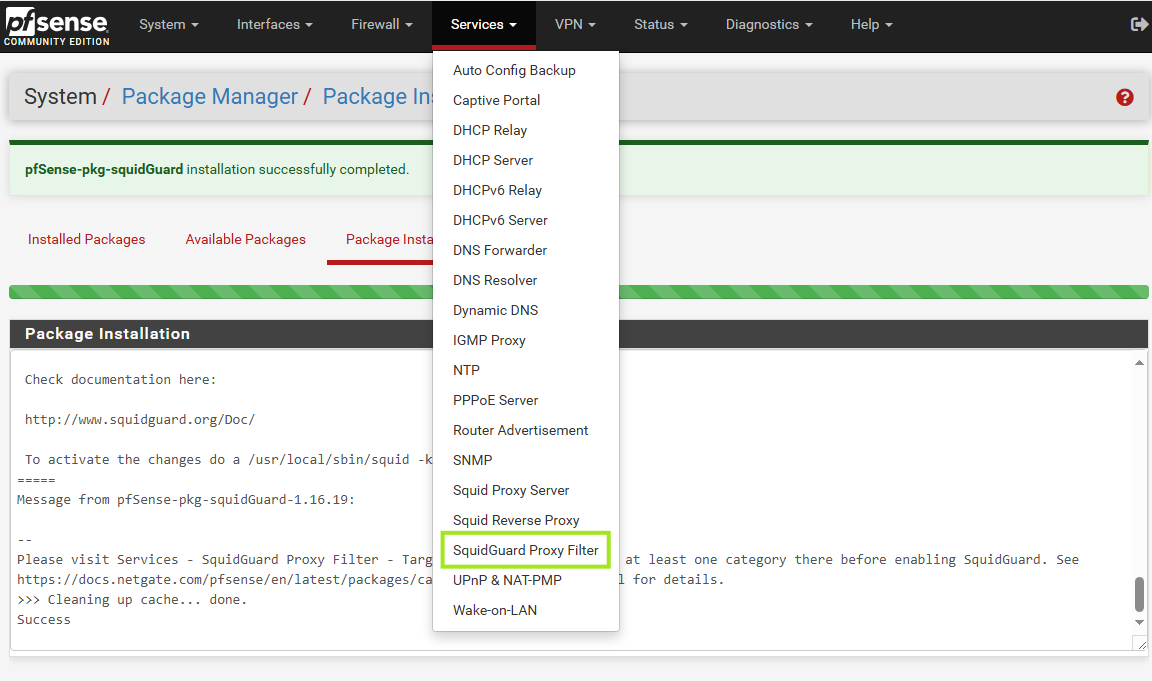 pfsense
COMMUNITY EDITION
System
Interfaces
Firewall
Services
VPN
Status
Diagnostics
Help
System / Package Manager / Package Ins
pfSense-pkg-squidGuard installation successfully completed.
Installed Packages
Available Packages
Package Insta
Package Installation
Check documentation here:
http://www.squidguard.org/Doc/
To activate the changes do a /usr/local/sbin/squid -k
=====
Message from pfSense-pkg-squidGuard-1.16.19:
--
Please visit Services - SquidGuard Proxy Filter - Targ at least one category there before enabling SquidGuard. See
https://docs.netgate.com/pfsense/en/latest/packages/ca l for details.
>>> Cleaning up cache... done.
Success
Auto Config Backup
Captive Portal
DHCP Relay
DHCP Server
DHCPv6 Relay
DHCPv6 Server
DNS Forwarder
DNS Resolver
Dynamic DNS
IGMP Proxy
NTP
PPPoE Server
Router Advertisement
SNMP
Squid Proxy Server
Squid Reverse Proxy
SquidGuard Proxy Filter
UPnP & NAT-PMP
Wake-on-LAN